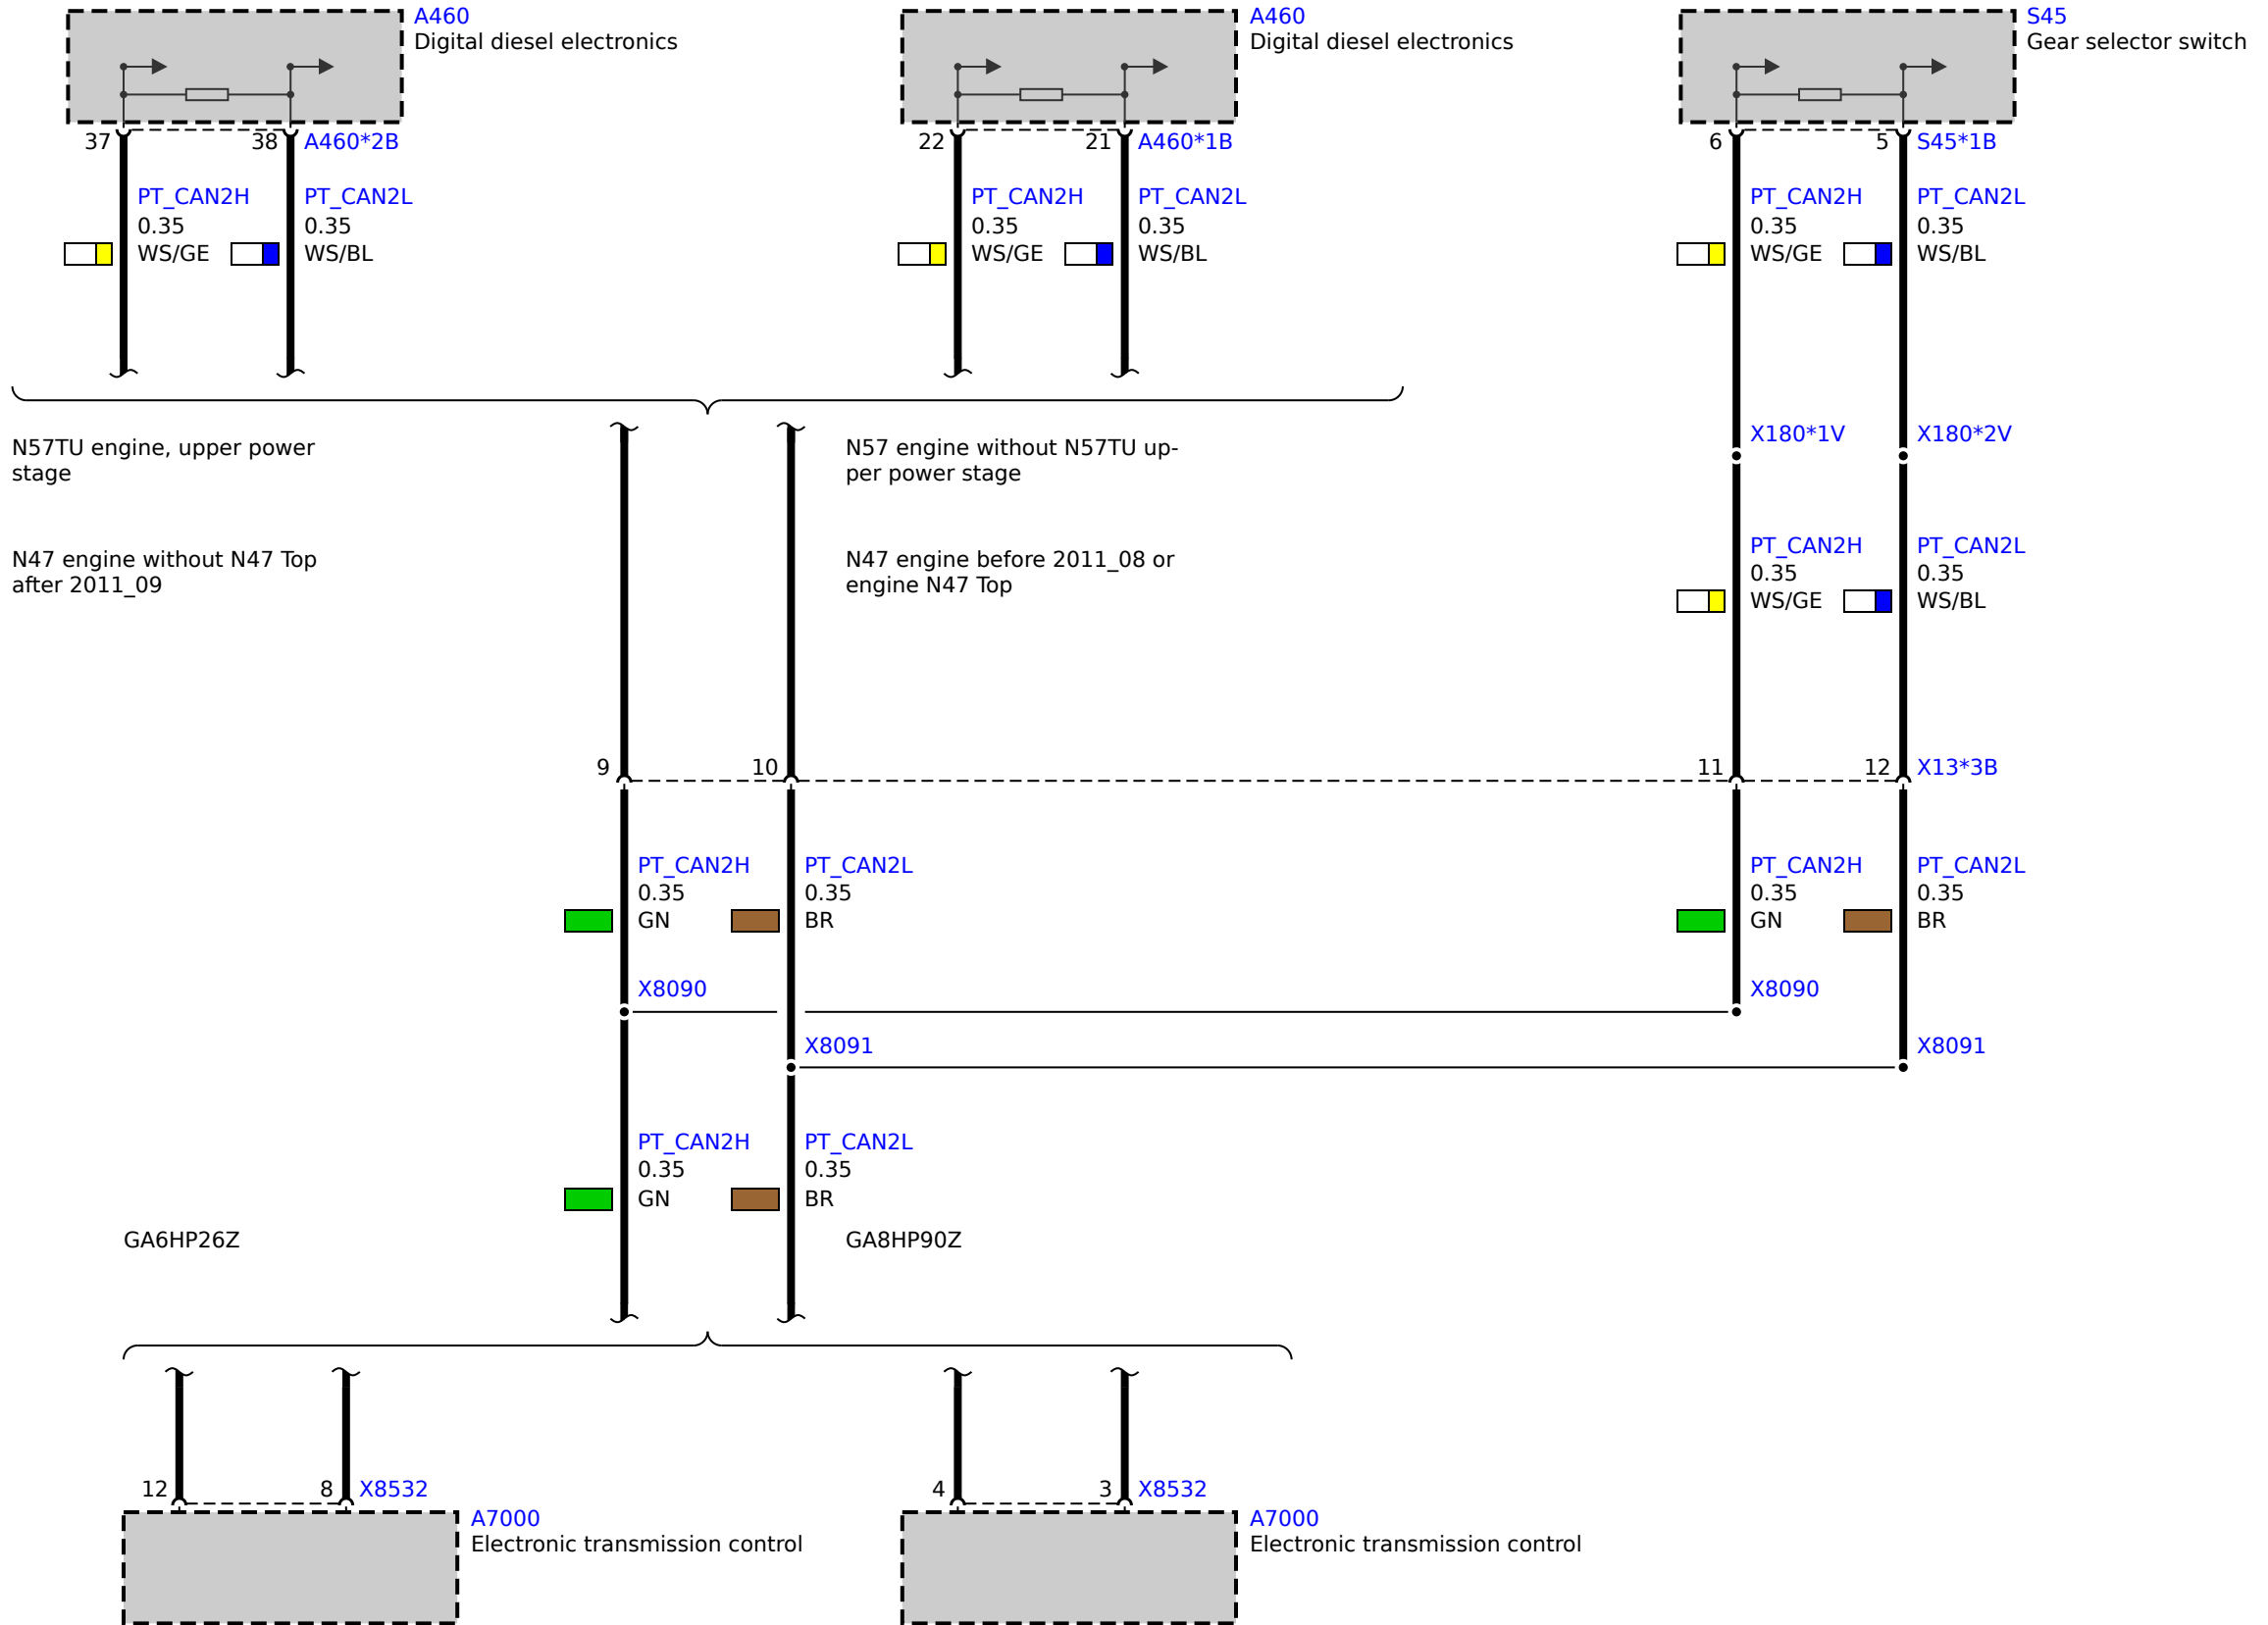 A460
Digital diesel electronics
A460
Digital diesel electronics
S45
Gear selector switch
37
38
A460*2B
22
21
A460*1B
6
5
S45*1B
PT_CAN2H
0.35
WS/GE
PT_CAN2L
0.35
WS/BL
PT_CAN2H
0.35
WS/GE
PT_CAN2L
0.35
WS/BL
PT_CAN2H
0.35
WS/GE
PT_CAN2L
0.35
WS/BL
N57TU engine, upper power
stage
N57 engine without N57TU up-
per power stage
X180*1V
X180*2V
N47 engine without N47 Top
after 2011_09
N47 engine before 2011_08 or
engine N47 Top
PT_CAN2H
0.35
WS/GE
PT_CAN2L
0.35
WS/BL
9
10
11
12
X13*3B
PT_CAN2H
0.35
GN
PT_CAN2L
0.35
BR
PT_CAN2H
0.35
GN
PT_CAN2L
0.35
BR
X8090
X8090
X8091
X8091
PT_CAN2H
0.35
GN
PT_CAN2L
0.35
BR
GA6HP26Z
GA8HP90Z
12
8
X8532
4
3
X8532
A7000
Electronic transmission control
A7000
Electronic transmission control